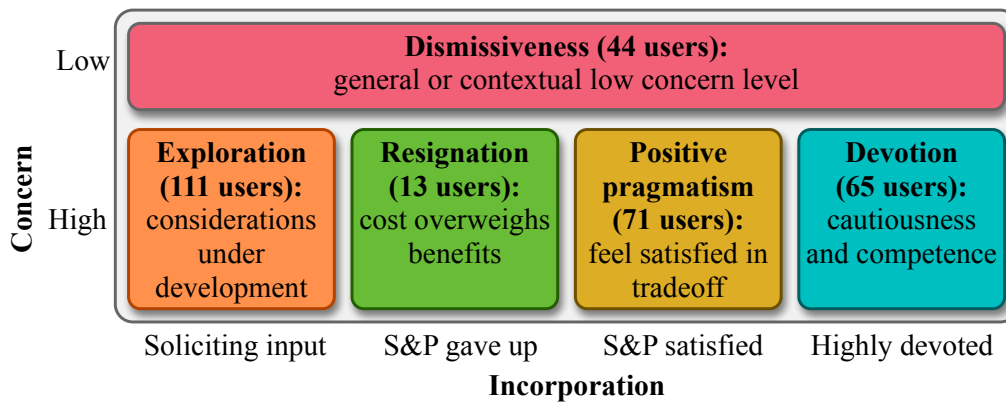 Low
Dismissiveness (44 users):
general or contextual low concern level
Concern
High
Exploration
(111 users):
considerations
under
development
Resignation
(13 users):
cost overweighs
benefits
Positive
pragmatism
(71 users):
feel satisfied in
tradeoff
Devotion
(65 users):
cautiousness
and competence
Soliciting input
S&P gave up
S&P satisfied
Highly devoted
Incorporation